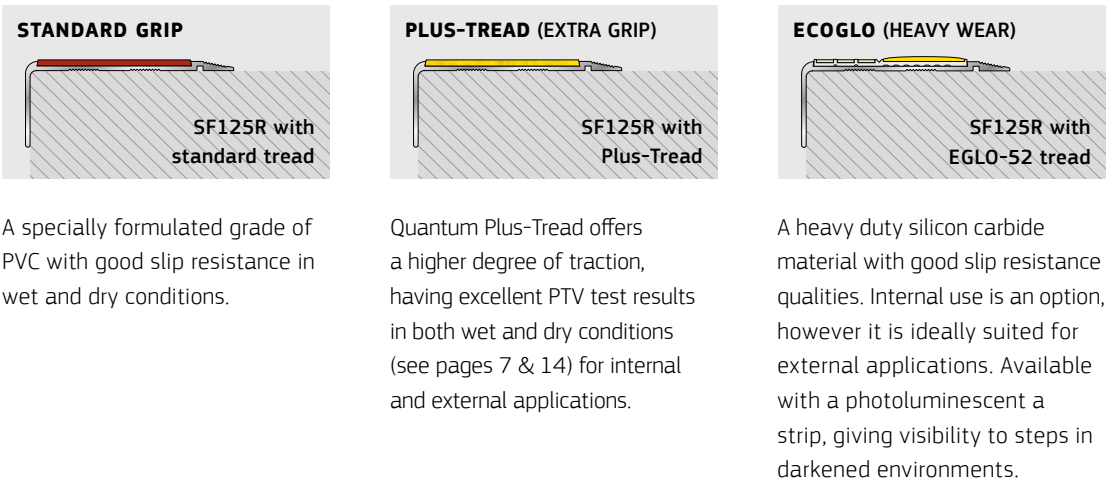 STANDARD GRIP
SF125R with
standard tread
A specially formulated grade of
PVC with good slip resistance in
wet and dry conditions.
PLUS-TREAD (EXTRA GRIP)
SF125R with
Plus-Tread
Quantum Plus-Tread offers
a higher degree of traction,
having excellent PTV test results
in both wet and dry conditions
(see pages 7 & 14) for internal
and external applications.
ECOGLO (HEAVY WEAR)
SF125R with
EGLO-52 tread
A heavy duty silicon carbide
material with good slip resistance
qualities. Internal use is an option,
however it is ideally suited for
external applications. Available
with a photoluminescent a
strip, giving visibility to steps in
darkened environments.